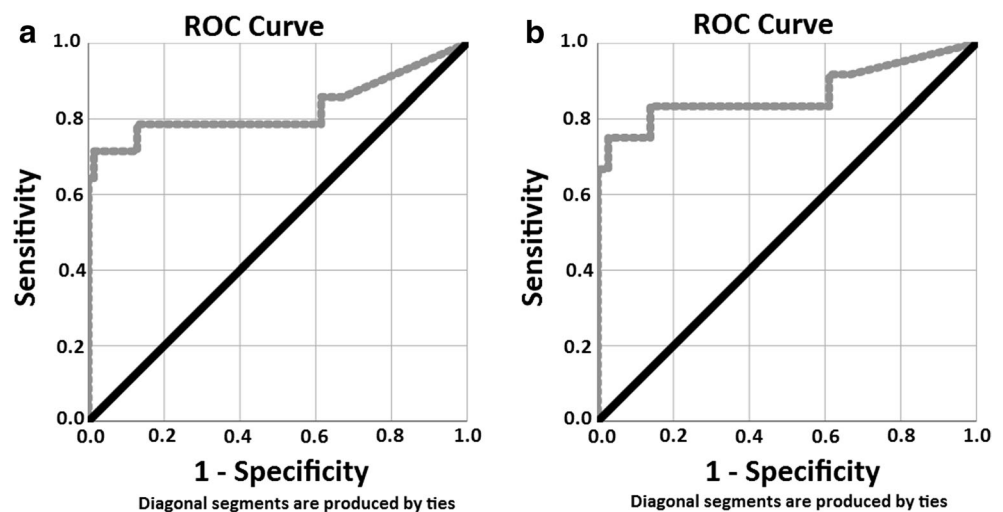 a
ROC Curve
1.0
0.8
0.6
0.4
0.2
0.0
Sensitivity
0.0 0.2 0.4 0.6 0.8 1.0
1 - Specificity
Diagonal segments are produced by ties
b
ROC Curve
1.0
0.8
0.6
0.4
0.2
0.0
Sensitivity
0.0 0.2 0.4 0.6 0.8 1.0
1 - Specificity
Diagonal segments are produced by ties